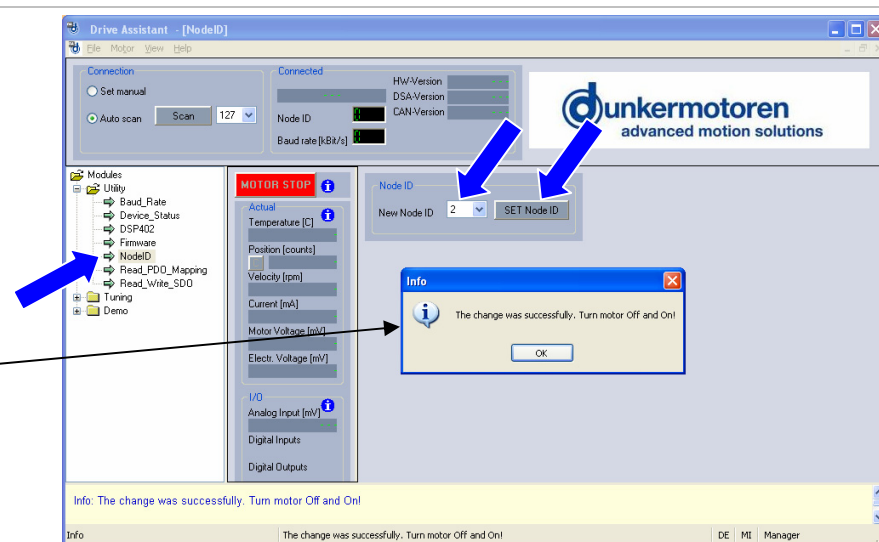 Drive Assistant - [NodeID]
File Motor View Help
Connection
Set manual
Auto scan Scan 127
Connected
Node ID
Baud rate [kBit/s]
HW-Version
DSA-Version
CAN-Version
dunkermotoren
advanced motion solutions
Modules
Utility
Baud_Rate
Device_Status
DSP402
Firmware
NodeID
Read_PDO_Mapping
Read_Write_SDO
Tuning
Demo
MOTOR STOP
Actual
Temperature [C]
Position [counts]
Velocity [rpm]
Current [mA]
Motor Voltage [mV]
Electr. Voltage [mV]
I/O
Analog Input [mV]
Digital Inputs
Digital Outputs
Node ID
New Node ID 2 SET Node ID
Info
The change was successfully. Turn motor Off and On!
OK
Info: The change was successfully. Turn motor Off and On!
Info The change was successfully. Turn motor Off and On! DE MI Manager